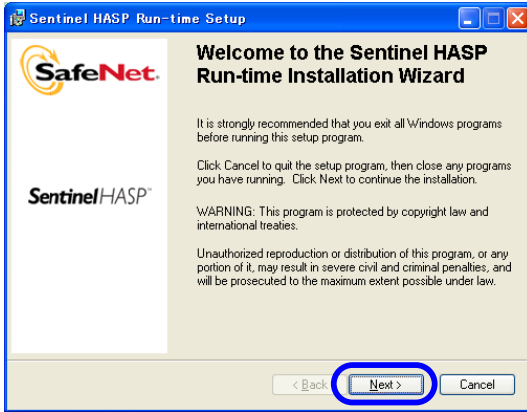 Sentinel HASP Run-time Setup
SafeNet.
Sentinel HASP™
Welcome to the Sentinel HASP
Run-time Installation Wizard
It is strongly recommended that you exit all Windows programs
before running this setup program.
Click Cancel to quit the setup program, then close any programs
you have running. Click Next to continue the installation.
WARNING: This program is protected by copyright law and
international treaties.
Unauthorized reproduction or distribution of this program, or any
portion of it, may result in severe civil and criminal penalties, and
will be prosecuted to the maximum extent possible under law.
< Back
Next >
Cancel